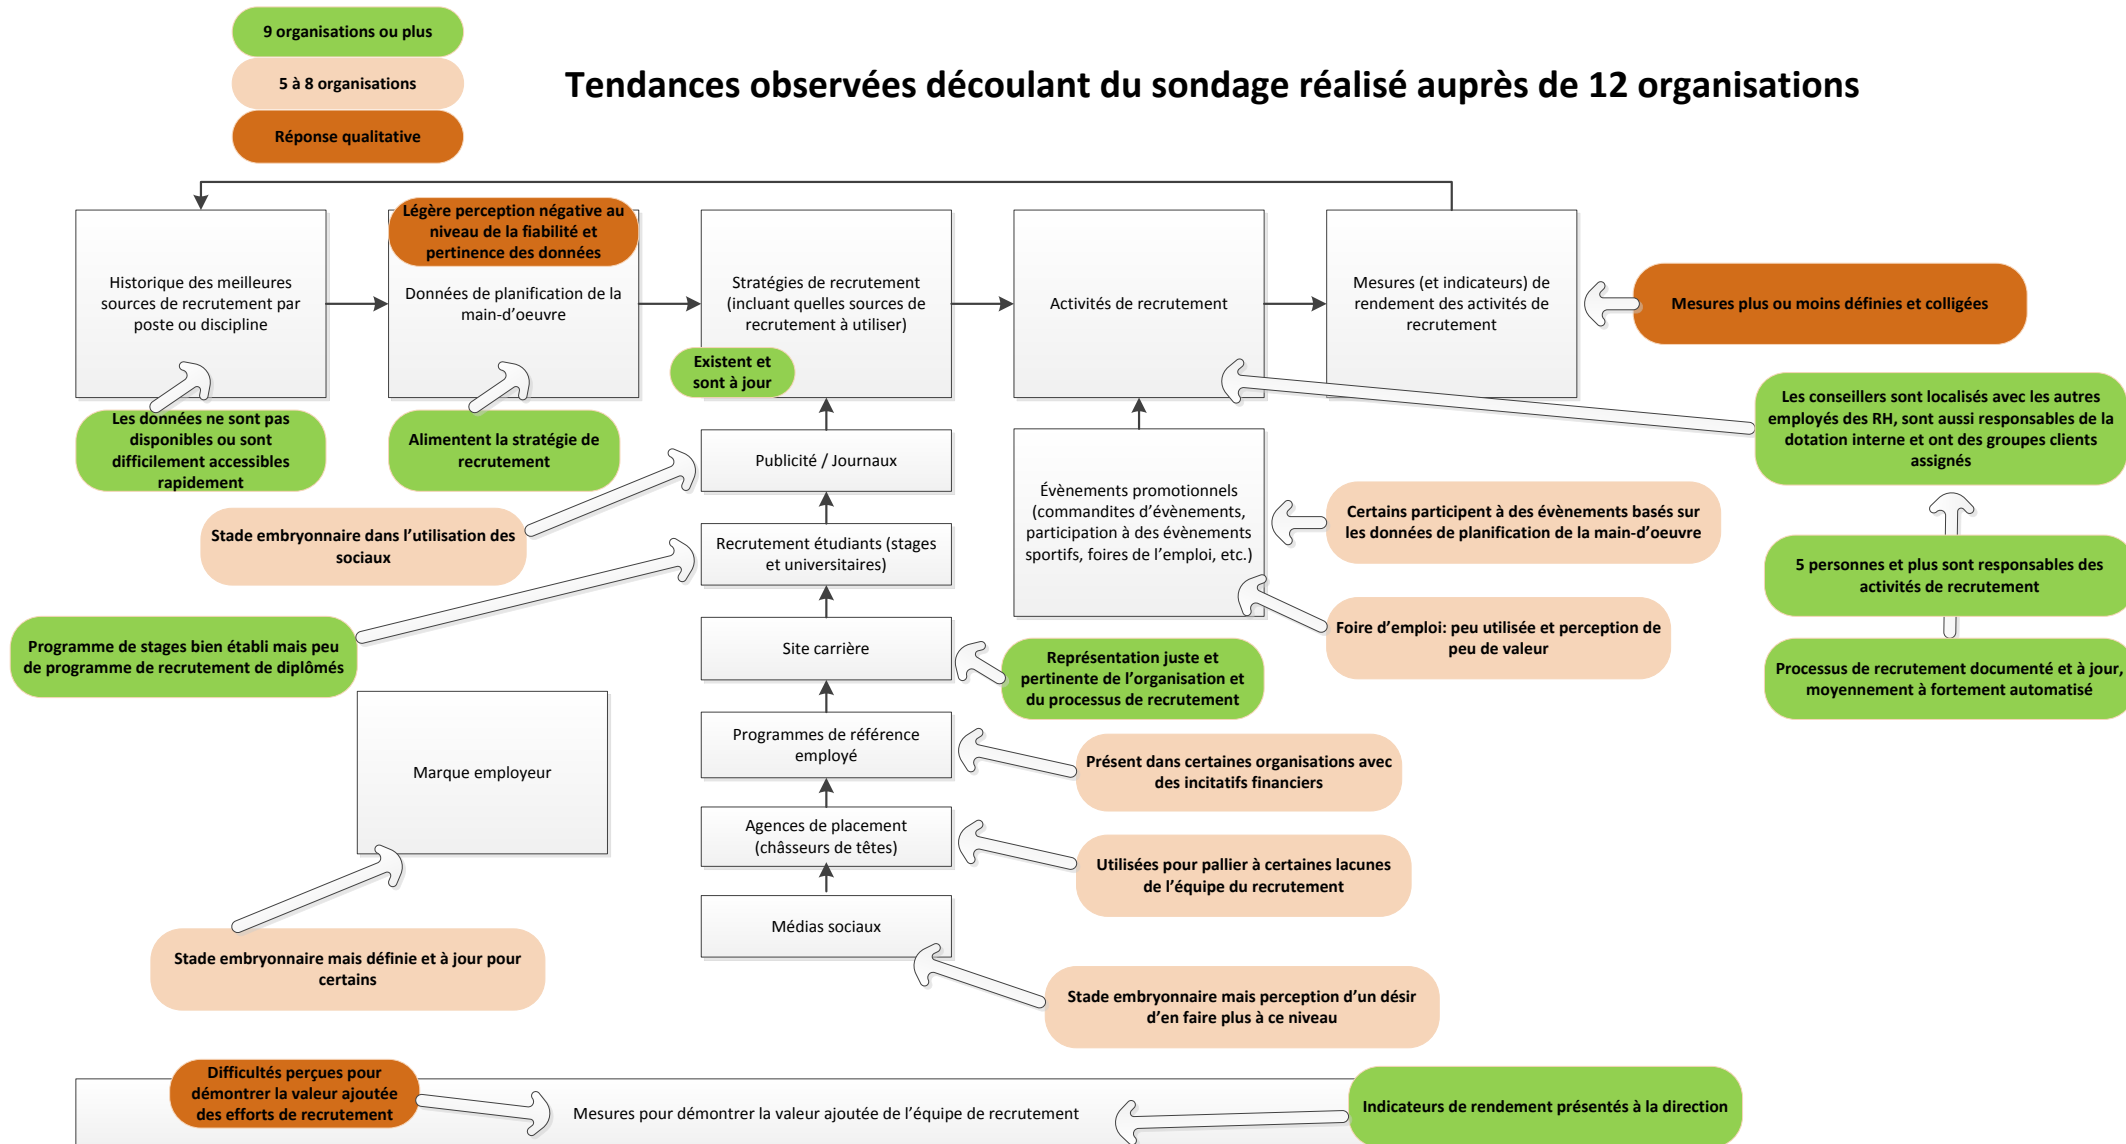 9 organisations ou plus
5 à 8 organisations
Réponse qualitative
Tendances observées découlant du sondage réalisé auprès de 12 organisations
Historique des meilleures
sources de recrutement par
poste ou discipline
Légère perception négative au
niveau de la fiabilité et
pertinence des données
Données de planification de la
main-d'oeuvre
Stratégies de recrutement
(incluant quelles sources de
recrutement à utiliser)
Existent et
sont à jour
Activités de recrutement
Mesures (et indicateurs) de
rendement des activités de
recrutement
Mesures plus ou moins définies et colligées
Les données ne sont pas
disponibles ou sont
difficilement accessibles
rapidement
Alimentent la stratégie de
recrutement
Les conseillers sont localisés avec les autres
employés des RH, sont aussi responsables de la
dotation interne et ont des groupes clients
assignés
Publicité / Journaux
Stade embryonnaire dans l'utilisation des
sociaux
Recrutement étudiants (stages
et universitaires)
Évènements promotionnels
(commandites d'évènements,
participation à des évènements
sportifs, foires de l'emploi, etc.)
Certains participent à des évènements basés sur
les données de planification de la main-d'oeuvre
5 personnes et plus sont responsables des
activités de recrutement
Programme de stages bien établi mais peu
de programme de recrutement de diplômés
Site carrière
Représentation juste et
pertinente de l'organisation et
du processus de recrutement
Foire d'emploi: peu utilisée et perception de
peu de valeur
Processus de recrutement documenté et à jour,
moyennement à fortement automatisé
Marque employeur
Programmes de référence
employé
Présent dans certaines organisations avec
des incitatifs financiers
Agences de placement
(châsseurs de têtes)
Utilisées pour pallier à certaines lacunes
de l'équipe du recrutement
Médias sociaux
Stade embryonnaire mais définie et à jour pour
certains
Stade embryonnaire mais perception d'un désir
d'en faire plus à ce niveau
Difficultés perçues pour
démontrer la valeur ajoutée
des efforts de recrutement
Mesures pour démontrer la valeur ajoutée de l'équipe de recrutement
Indicateurs de rendement présentés à la direction